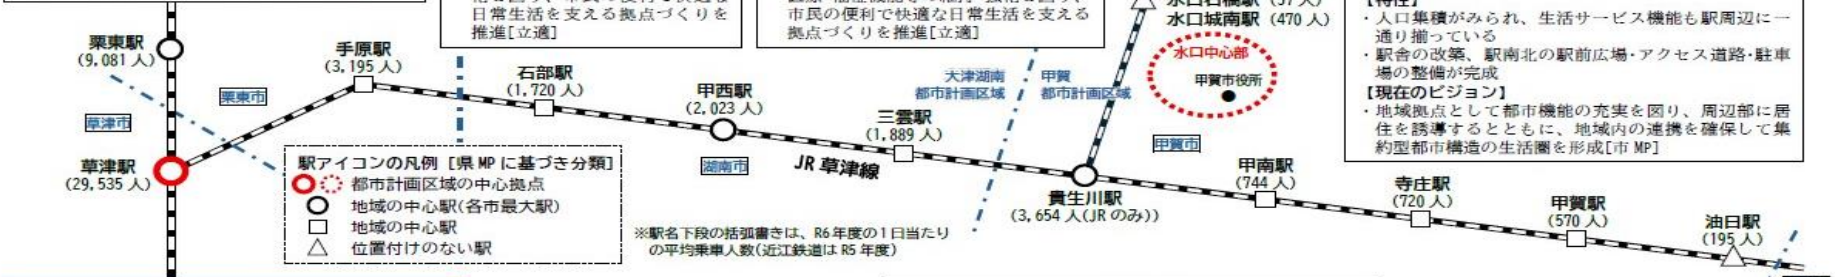 日常生活を支える拠点づくりを
推進[立適]
市民の便利で快適な日常生活を支える
拠点づくりを推進[立適]
水口城南駅(470 人)
水口中心部
甲賀市役所
・人口集積がみられ、生活サービス機能も駅周辺に一
通り揃っている
・駅舎の改築、駅南北の駅前広場・アクセス道路・駐車
場の整備が完成
【現在のビジョン】
・地域拠点として都市機能の充実を図り、周辺部に居
住を誘導するとともに、地域内の連携を確保して集
約型都市構造の生活圏を形成[市 MP]
栗東駅
(9,081 人)
手原駅
(3,195 人)
栗東市
草津市
草津駅
(29,535 人)
石部駅
(1,720 人)
甲西駅
(2,023 人)
三雲駅
(1,889 人)
大津湖南
都市計画区域
甲賀
都市計画区域
湖南市
JR 草津線
甲賀市
貴生川駅
(3,654 人(JR のみ))
甲南駅
(744 人)
寺庄駅
(720 人)
甲賀駅
(570 人)
油日駅
(195 人)
駅アイコンの凡例 [県 MP に基づき分類]
都市計画区域の中心拠点
地域の中心駅(各市最大駅)
地域の中心駅
位置付けのない駅
※駅名下段の括弧書きは、R6 年度の1日当たり
の平均乗車人数(近江鉄道は R5 年度)